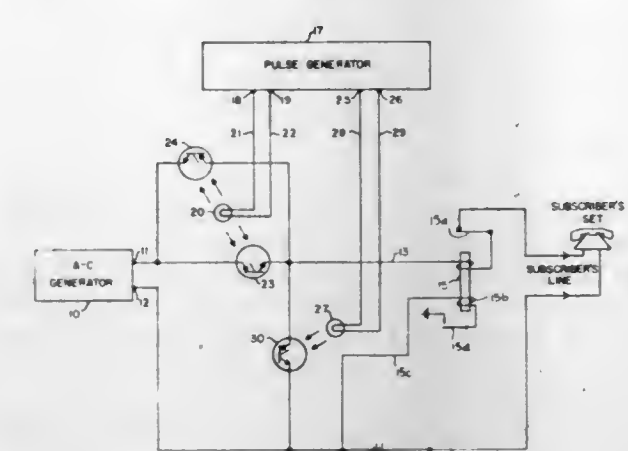 17
PULSE GENERATOR
18
19
25
26
24
21
22
28
29
20
15a
SUBSCRIBER'S
SET
11
13
A-C
GENERATOR
23
15
SUBSCRIBER'S
LINE
12
10
15b
27
30
15d
15c